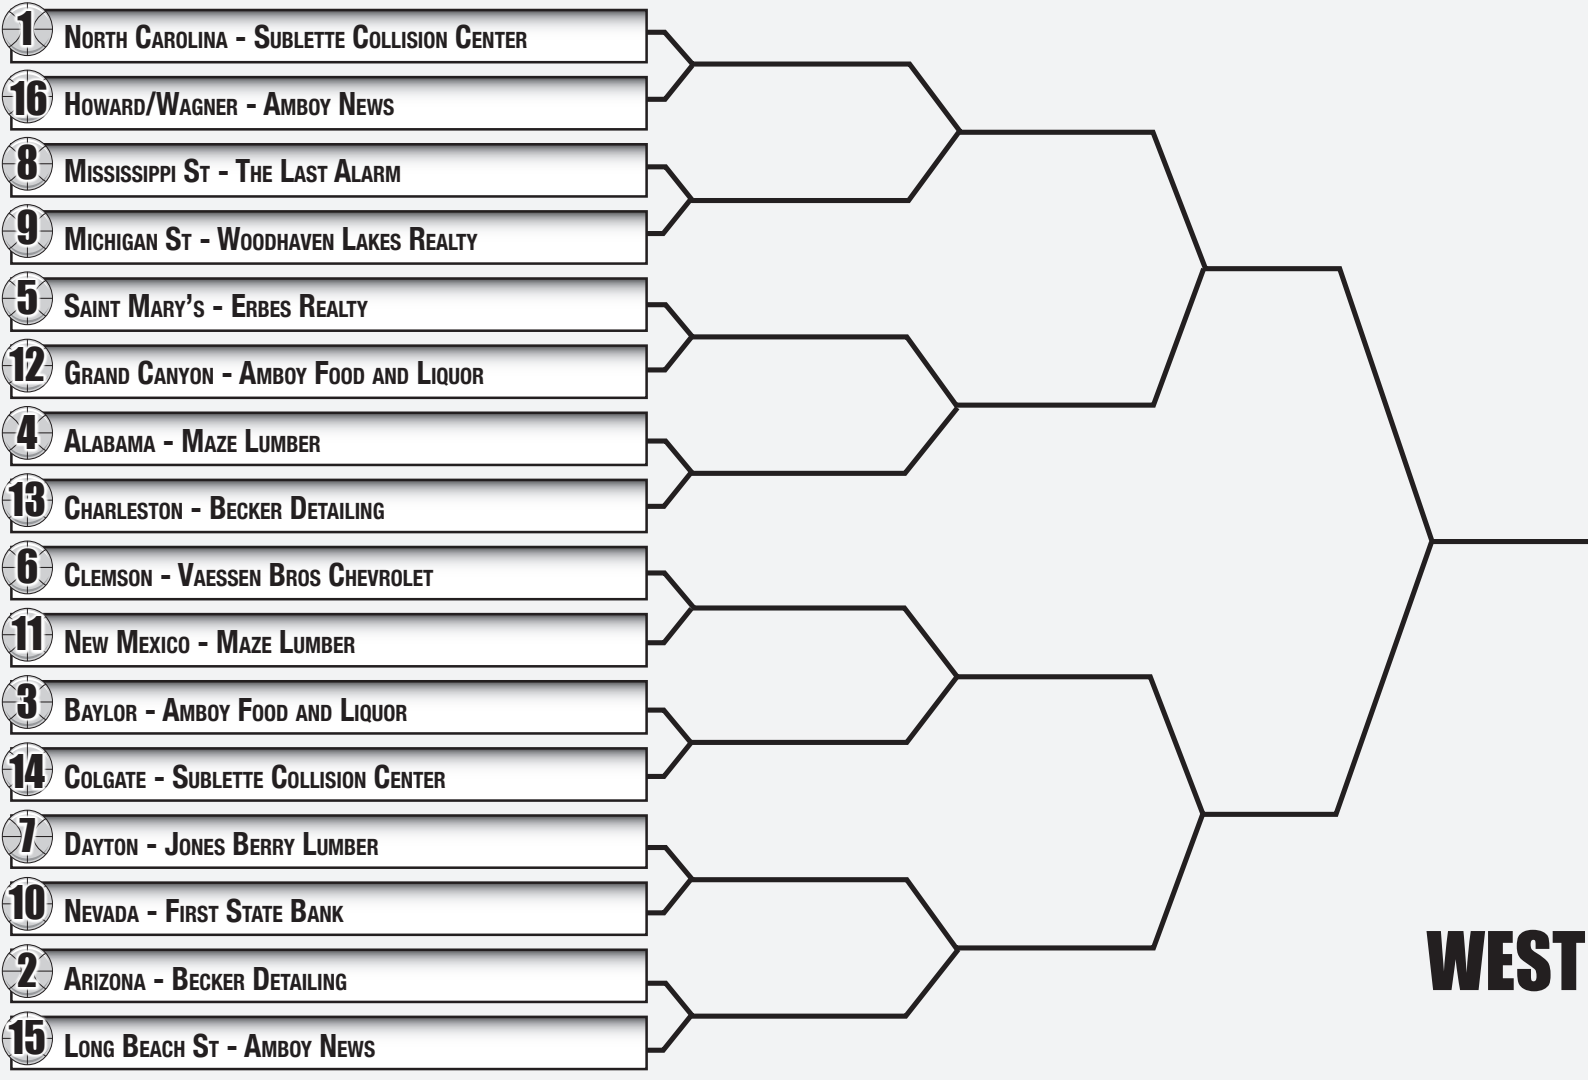 1 North Carolina - Sublette Collision Center
16 Howard/Wagner - Amboy News
8 Mississippi St - The Last Alarm
9 Michigan St - Woodhaven Lakes Realty
5 Saint Mary's - Erbes Realty
12 Grand Canyon - Amboy Food and Liquor
4 Alabama - Maze Lumber
13 Charleston - Becker Detailing
6 Clemson - Vaessen Bros Chevrolet
11 New Mexico - Maze Lumber
3 Baylor - Amboy Food and Liquor
14 Colgate - Sublette Collision Center
7 Dayton - Jones Berry Lumber
10 Nevada - First State Bank
2 Arizona - Becker Detailing
15 Long Beach St - Amboy News
WEST